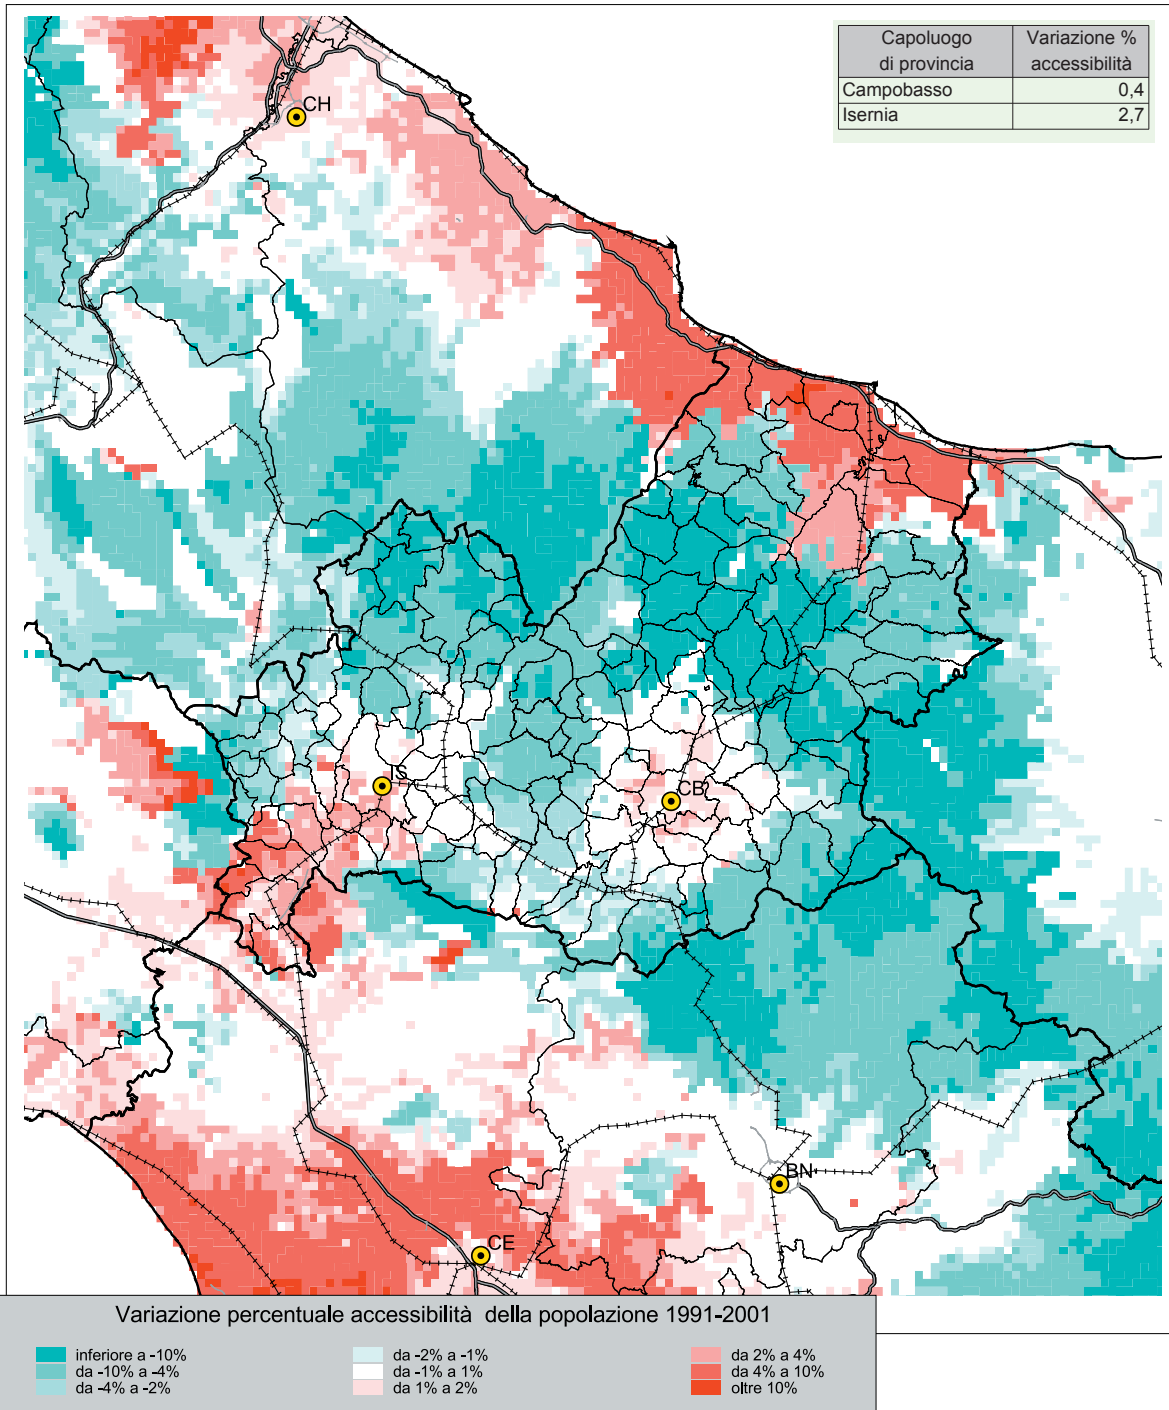 Capoluogo
di provincia
Variazione %
accessibilità
Campobasso 0,4
Isernia 2,7
CH
IS
CB
BN
CE
Variazione percentuale accessibilità della popolazione 1991-2001
inferiore a -10%
da -10% a -4%
da -4% a -2%
da -2% a -1%
da -1% a 1%
da 1% a 2%
da 2% a 4%
da 4% a 10%
oltre 10%